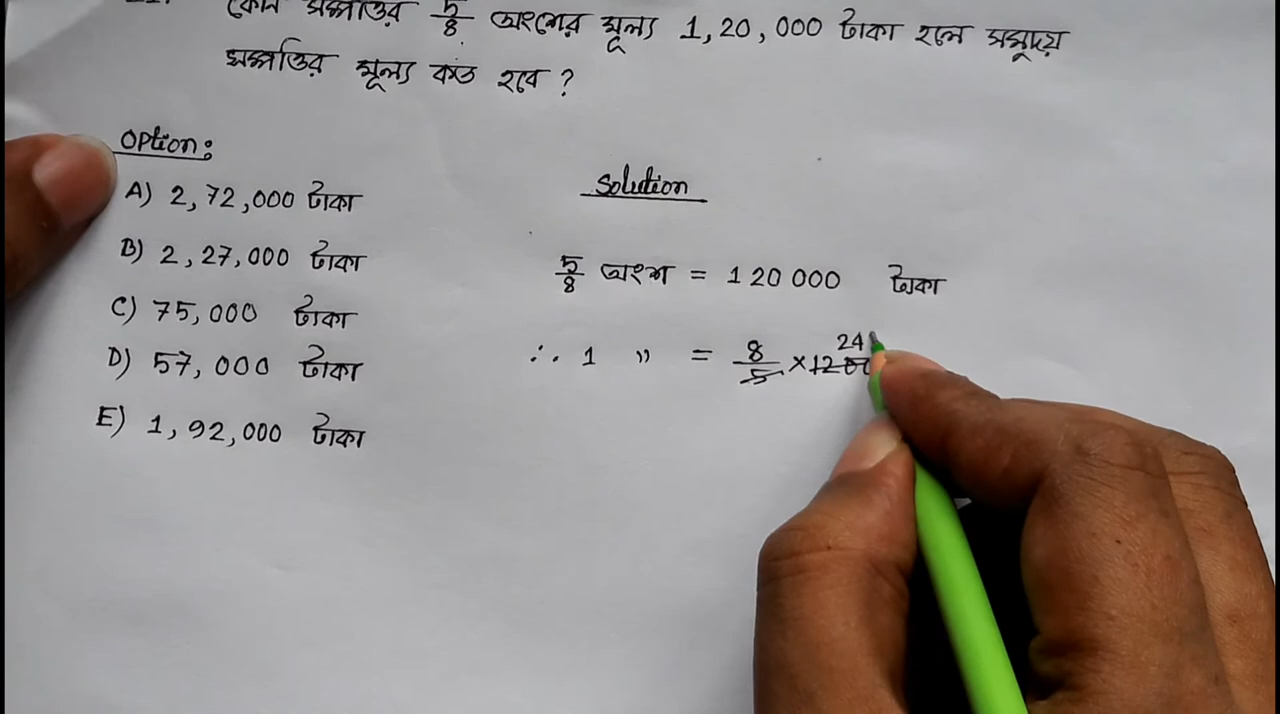 কোন সম্পত্তির 5/8 অংশের মূল্য 1,20,000 টাকা হলে সমুদয়
সম্পত্তির মূল্য কত হবে ?
Option:
A) 2,72,000 টাকা
B) 2,27,000 টাকা
C) 75,000 টাকা
D) 57,000 টাকা
E) 1,92,000 টাকা
Solution
5/8 অংশ = 120000 টাকা
24
∴ 1 " = 8/5 × 120